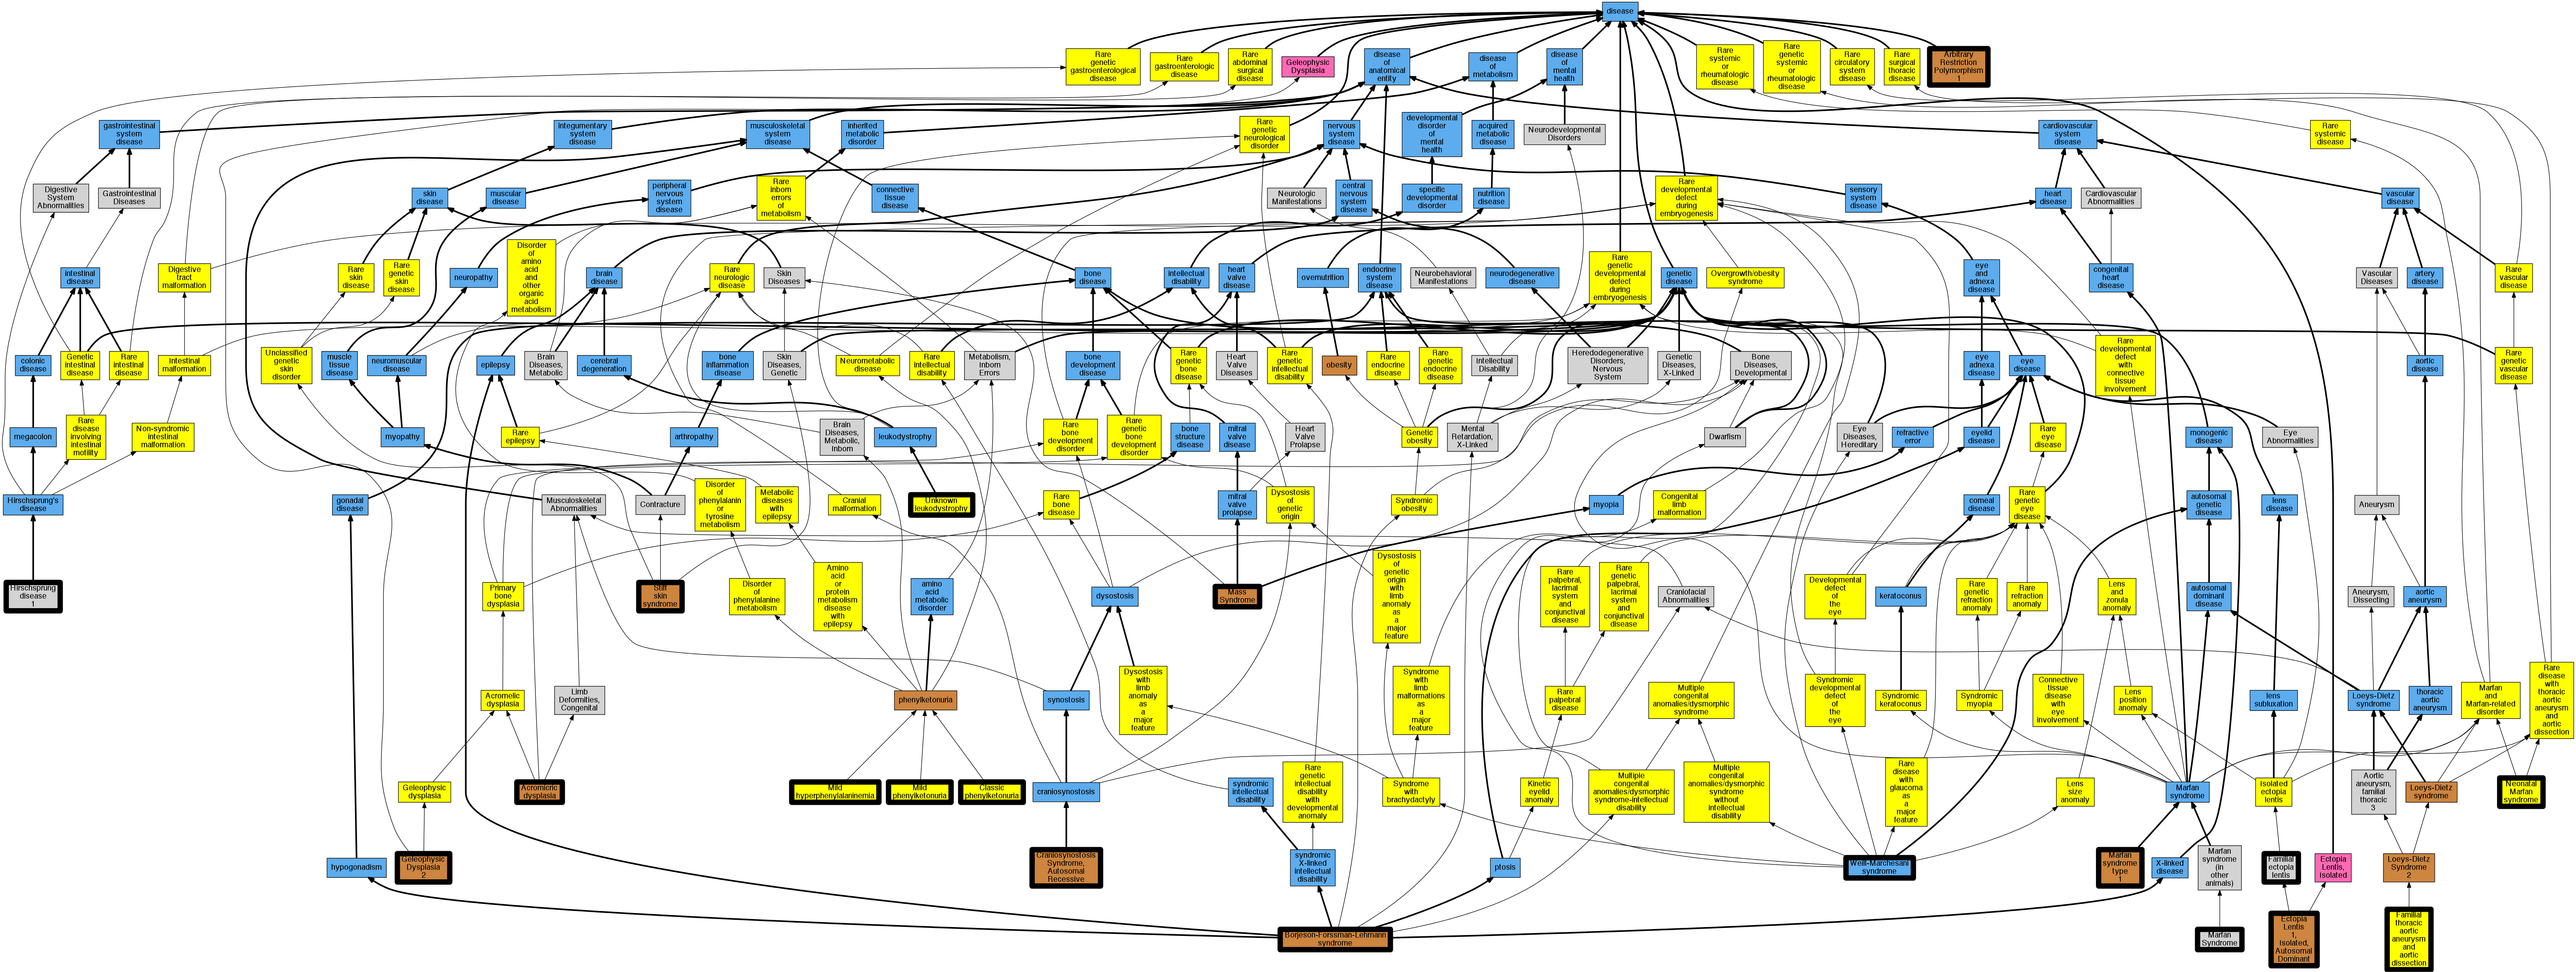 disease
Rare
genetic
gastroenterological
disease
Rare
gastroenterologic
disease
Rare
abdominal
surgical
disease
Geleophysic
Dysplasia
disease
of
anatomical
entity
disease
of
metabolism
disease
of
mental
health
Rare
systemic
or
rheumatologic
disease
Rare
genetic
systemic
or
rheumatologic
disease
Rare
circulatory
system
disease
Rare
surgical
thoracic
disease
Arbitrary
Restriction
Polymorphism
1
gastrointestinal
system
disease
integumentary
system
disease
musculoskeletal
system
disease
inherited
metabolic
disorder
Rare
genetic
neurological
disorder
nervous
system
disease
developmental
disorder
of
mental
health
acquired
metabolic
disease
Neurodevelopmental
Disorders
cardiovascular
system
disease
Rare
systemic
disease
Digestive
System
Abnormalities
Gastrointestinal
Diseases
skin
disease
muscular
disease
peripheral
nervous
system
disease
Rare
inborn
errors
of
metabolism
connective
tissue
disease
Neurologic
Manifestations
central
nervous
system
disease
specific
developmental
disorder
nutrition
disease
Rare
developmental
defect
during
embryogenesis
sensory
system
disease
heart
disease
Cardiovascular
Abnormalities
vascular
disease
intestinal
disease
Digestive
tract
malformation
Rare
skin
disease
Rare
genetic
skin
disease
neuropathy
Disorder
of
amino
acid
and
other
organic
acid
metabolism
brain
disease
Rare
neurologic
disease
Skin
Diseases
bone
disease
intellectual
disability
heart
valve
disease
overnutrition
endocrine
system
disease
Neurobehavioral
Manifestations
neurodegenerative
disease
Rare
genetic
developmental
defect
during
embryogenesis
genetic
disease
Overgrowth/obesity
syndrome
eye
and
adnexa
disease
congenital
heart
disease
Vascular
Diseases
artery
disease
Rare
vascular
disease
colonic
disease
Genetic
intestinal
disease
Rare
intestinal
disease
Intestinal
malformation
Unclassified
genetic
skin
disorder
muscle
tissue
disease
neuromuscular
disease
epilepsy
Brain
Diseases,
Metabolic
cerebral
degeneration
bone
inflammation
disease
Skin
Diseases,
Genetic
Neurometabolic
disease
Rare
intellectual
disability
Metabolism,
Inborn
Errors
bone
development
disease
Rare
genetic
bone
disease
Heart
Valve
Diseases
Rare
genetic
intellectual
disability
obesity
Rare
endocrine
disease
Rare
genetic
endocrine
disease
Intellectual
Disability
Heredodegenerative
Disorders,
Nervous
System
Genetic
Diseases,
X-Linked
Bone
Diseases,
Developmental
eye
adnexa
disease
eye
disease
Rare
developmental
defect
with
connective
tissue
involvement
aortic
disease
Rare
genetic
vascular
disease
megacolon
Rare
disease
involving
intestinal
motility
Non-syndromic
intestinal
malformation
myopathy
Rare
epilepsy
arthropathy
Brain
Diseases,
Metabolic,
Inborn
leukodystrophy
Rare
bone
development
disorder
Rare
genetic
bone
development
disorder
bone
structure
disease
mitral
valve
disease
Heart
Valve
Prolapse
Genetic
obesity
Mental
Retardation,
X-Linked
Dwarfism
Eye
Diseases,
Hereditary
refractive
error
eyelid
disease
Rare
eye
disease
monogenic
disease
Eye
Abnormalities
Hirschsprung's
disease
gonadal
disease
Musculoskeletal
Abnormalities
Contracture
Disorder
of
phenylalanin
or
tyrosine
metabolism
Metabolic
diseases
with
epilepsy
Cranial
malformation
Unknown
leukodystrophy
Rare
bone
disease
mitral
valve
prolapse
Dysostosis
of
genetic
origin
Syndromic
obesity
myopia
Congenital
limb
malformation
corneal
disease
Rare
genetic
eye
disease
autosomal
genetic
disease
lens
disease
Aneurysm
Hirschsprung
disease
1
Primary
bone
dysplasia
Stiff
skin
syndrome
Disorder
of
phenylalanine
metabolism
Amino
acid
or
protein
metabolism
disease
with
epilepsy
amino
acid
metabolic
disorder
dysostosis
Mass
Syndrome
Dysostosis
of
genetic
origin
with
limb
anomaly
as
a
major
feature
Rare
palpebral,
lacrimal
system
and
conjunctival
disease
Rare
genetic
palpebral,
lacrimal
system
and
conjunctival
disease
Craniofacial
Abnormalities
Developmental
defect
of
the
eye
keratoconus
Rare
genetic
refraction
anomaly
Rare
refraction
anomaly
Lens
and
zonula
anomaly
autosomal
dominant
disease
Aneurysm,
Dissecting
aortic
aneurysm
Acromelic
dysplasia
Limb
Deformities,
Congenital
phenylketonuria
synostosis
Dysostosis
with
limb
anomaly
as
a
major
feature
Syndrome
with
limb
malformations
as
a
major
feature
Rare
palpebral
disease
Multiple
congenital
anomalies/dysmorphic
syndrome
Syndromic
developmental
defect
of
the
eye
Syndromic
keratoconus
Syndromic
myopia
Connective
tissue
disease
with
eye
involvement
Lens
position
anomaly
lens
subluxation
Loeys-Dietz
syndrome
thoracic
aortic
aneurysm
Marfan
and
Marfan-related
disorder
Rare
disease
with
thoracic
aortic
aneurysm
and
aortic
dissection
Geleophysic
dysplasia
Acromicric
dysplasia
Mild
hyperphenylalaninemia
Mild
phenylketonuria
Classic
phenylketonuria
craniosynostosis
syndromic
intellectual
disability
Rare
genetic
intellectual
disability
with
developmental
anomaly
Syndrome
with
brachydactyly
Kinetic
eyelid
anomaly
Multiple
congenital
anomalies/dysmorphic
syndrome-intellectual
disability
Multiple
congenital
anomalies/dysmorphic
syndrome
without
intellectual
disability
Rare
disease
with
glaucoma
as
a
major
feature
Lens
size
anomaly
Marfan
syndrome
Isolated
ectopia
lentis
Aortic
aneurysm,
familial
thoracic
3
Loeys-Dietz
syndrome
Neonatal
Marfan
syndrome
hypogonadism
Geleophysic
Dysplasia
2
Craniosynostosis
Syndrome,
Autosomal
Recessive
syndromic
X-linked
intellectual
disability
ptosis
Weill-Marchesani
syndrome
Marfan
syndrome
type
1
X-linked
disease
Marfan
syndrome
(in
other
animals)
Familial
ectopia
lentis
Ectopia
Lentis,
Isolated
Loeys-Dietz
Syndrome
2
Borjeson-Forssman-Lehmann
syndrome
Marfan
Syndrome
Ectopia
Lentis
1,
Isolated,
Autosomal
Dominant
Familial
thoracic
aortic
aneurysm
and
aortic
dissection